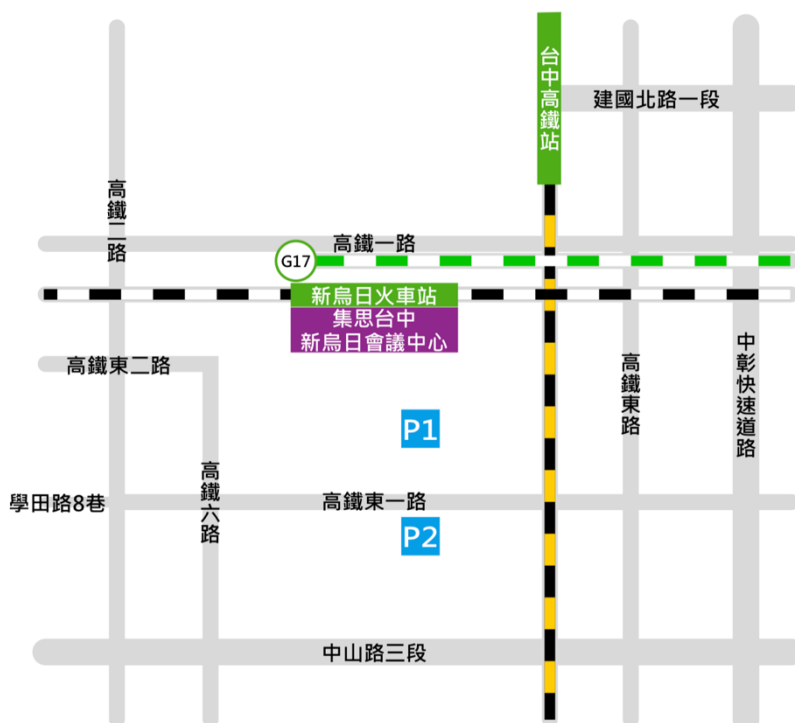 台中高鐵站
建國北路一段
高鐵二路
高鐵一路
G17
新烏日火車站
集思台中
新烏日會議中心
高鐵東二路
高鐵東路
中彰快速道路
P1
高鐵六路
學田路8巷
高鐵東一路
P2
中山路三段